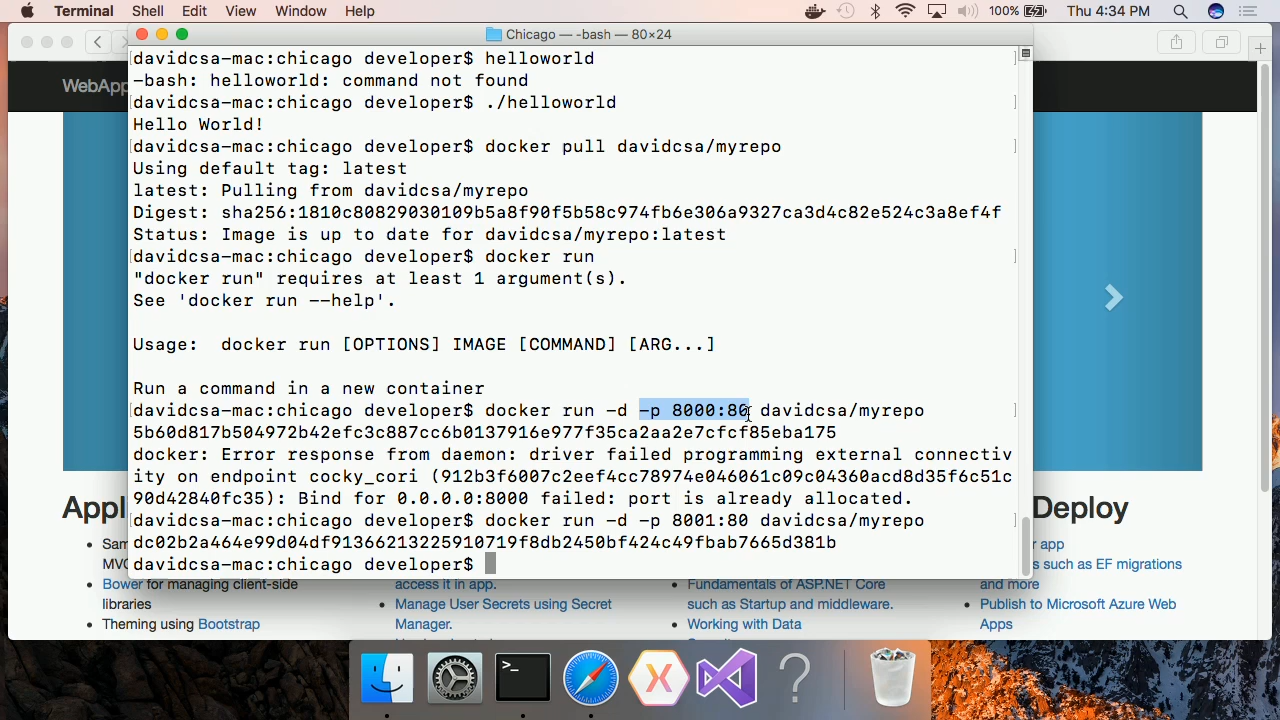 Terminal Shell Edit View Window Help 100% Thu 4:34 PM
Chicago — -bash — 80×24
WebApp
davidcsa-mac:chicago developer$ helloworld
-bash: helloworld: command not found
davidcsa-mac:chicago developer$ ./helloworld
Hello World!
davidcsa-mac:chicago developer$ docker pull davidcsa/myrepo
Using default tag: latest
latest: Pulling from davidcsa/myrepo
Digest: sha256:1810c80829030109b5a8f90f5b58c974fb6e306a9327ca3d4c82e524c3a8ef4f
Status: Image is up to date for davidcsa/myrepo:latest
davidcsa-mac:chicago developer$ docker run
"docker run" requires at least 1 argument(s).
See 'docker run --help'.
Usage:  docker run [OPTIONS] IMAGE [COMMAND] [ARG...]
Run a command in a new container
davidcsa-mac:chicago developer$ docker run -d -p 8000:80 davidcsa/myrepo
5b60d817b504972b42efc3c887cc6b0137916e977f35ca2aa2e7cfcf85eba175
docker: Error response from daemon: driver failed programming external connectiv
ity on endpoint cocky_cori (912b3f6007c2eef4cc78974e046061c09c04360acd8d35f6c51c
90d42840fc35): Bind for 0.0.0.0:8000 failed: port is already allocated.
davidcsa-mac:chicago developer$ docker run -d -p 8001:80 davidcsa/myrepo
dc02b2a464e99d04df91366213225910719f8db2450bf424c49fbab7665d381b
davidcsa-mac:chicago developer$
Appl
Sam
MVC
Bower for managing client-side
libraries
Theming using Bootstrap
access it in app.
Manage User Secrets using Secret
Manager.
Fundamentals of ASP.NET Core
such as Startup and middleware.
Working with Data
Deploy
r app
s such as EF migrations
and more
Publish to Microsoft Azure Web
Apps